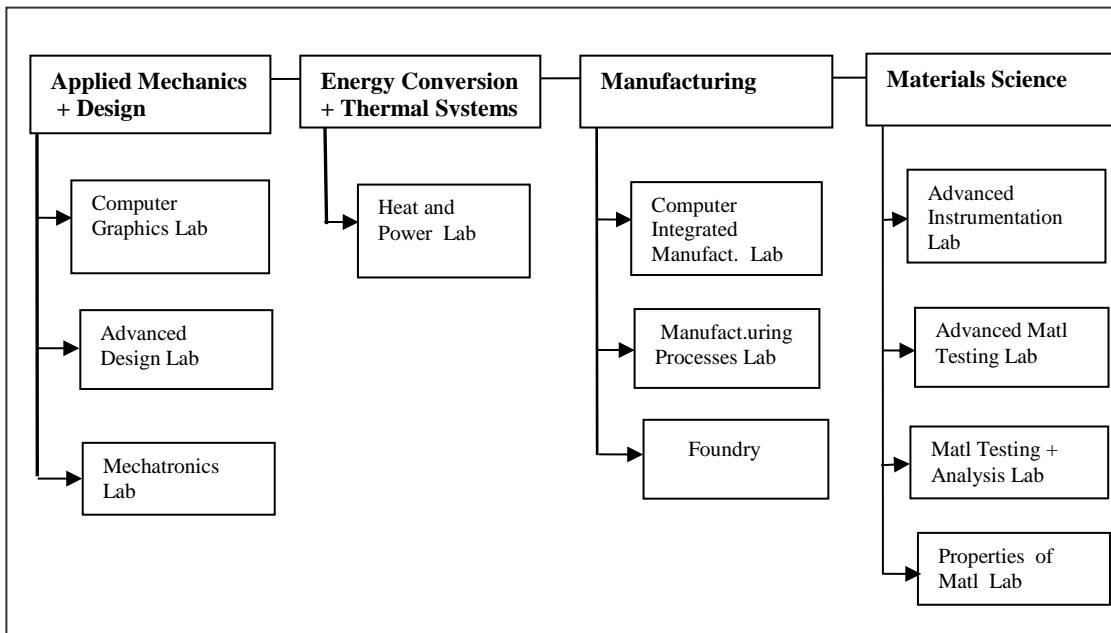 Applied Mechanics
+ Design
Computer
Graphics Lab
Advanced
Design Lab
Mechatronics
Lab
Energy Conversion
+ Thermal Systems
Heat and
Power Lab
Manufacturing
Computer
Integrated
Manufact. Lab
Manufact.uring
Processes Lab
Foundry
Materials Science
Advanced
Instrumentation
Lab
Advanced Matl
Testing Lab
Matl Testing +
Analysis Lab
Properties of
Matl Lab